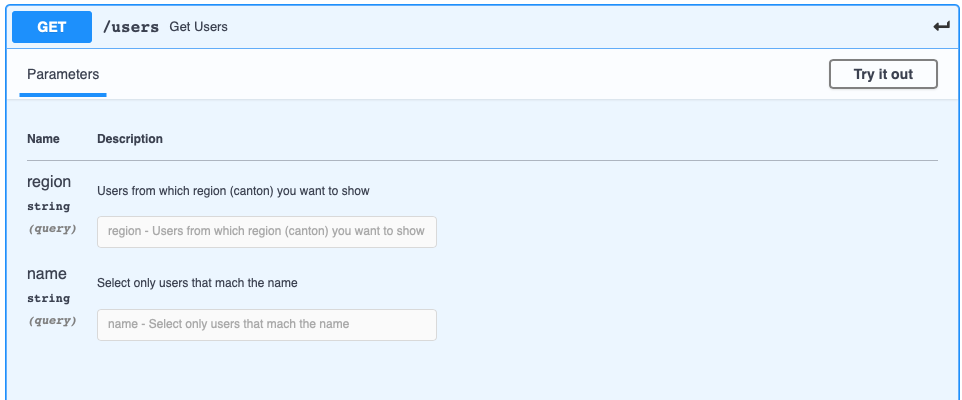 GET /users Get Users
Parameters Try it out
Name Description
region Users from which region (canton) you want to show
string
(query) region - Users from which region (canton) you want to show
name Select only users that mach the name
string
(query) name - Select only users that mach the name